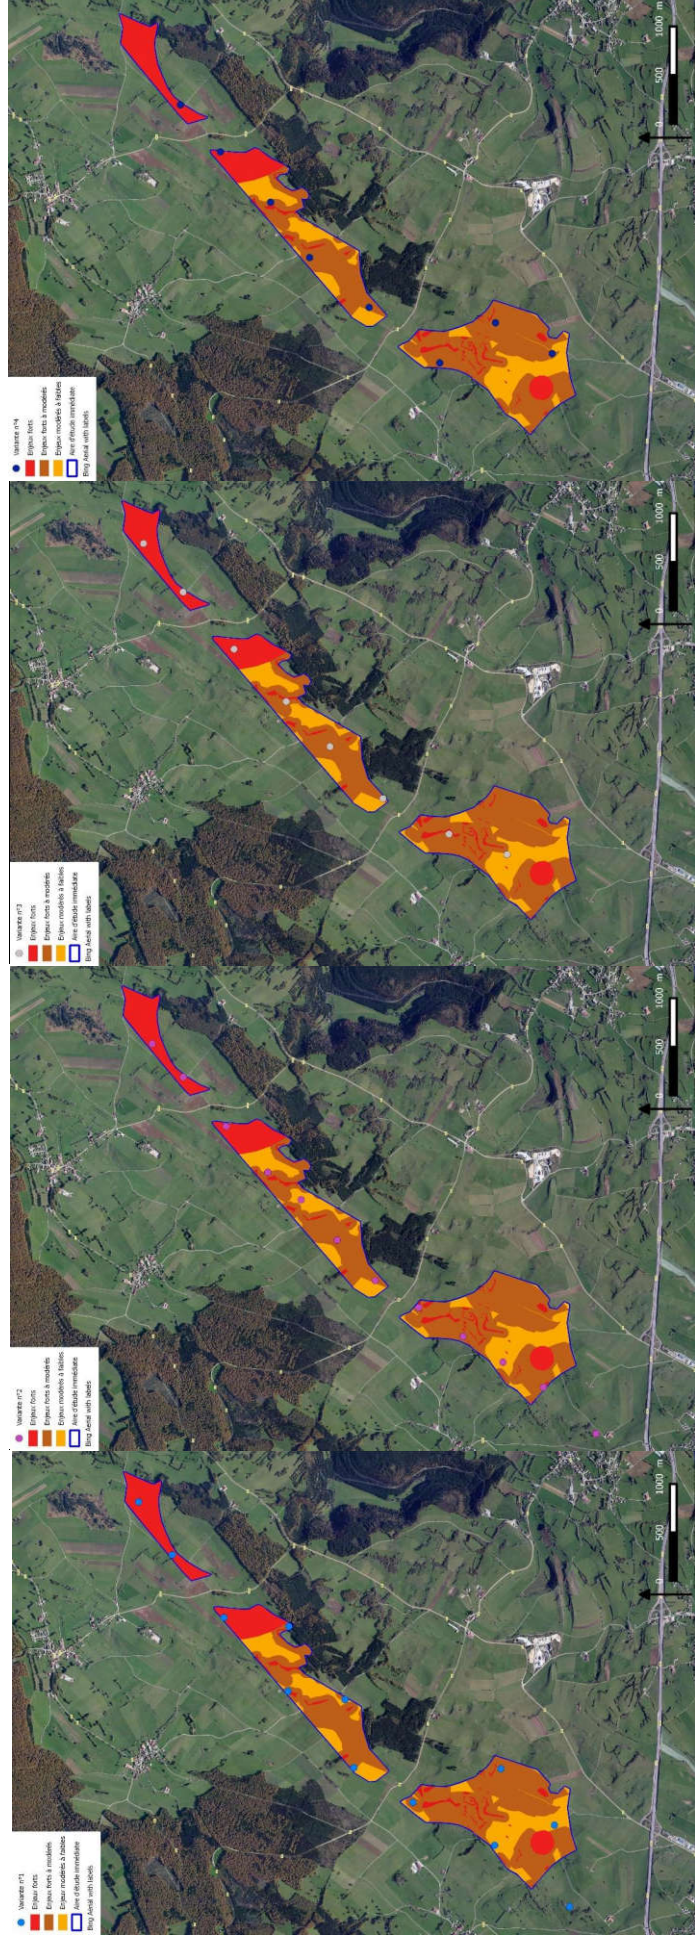 Variante n°4
Enjeux forts
Enjeux forts à modérés
Enjeux modérés à faibles
Aire d'étude immédiate
Bing Aerial with labels
0 500 1000 m
Variante n°3
Enjeux forts
Enjeux forts à modérés
Enjeux modérés à faibles
Aire d'étude immédiate
Bing Aerial with labels
0 500 1000 m
Variante n°2
Enjeux forts
Enjeux forts à modérés
Enjeux modérés à faibles
Aire d'étude immédiate
Bing Aerial with labels
0 500 1000 m
Variante n°1
Enjeux forts
Enjeux forts à modérés
Enjeux modérés à faibles
Aire d'étude immédiate
Bing Aerial with labels
0 500 1000 m